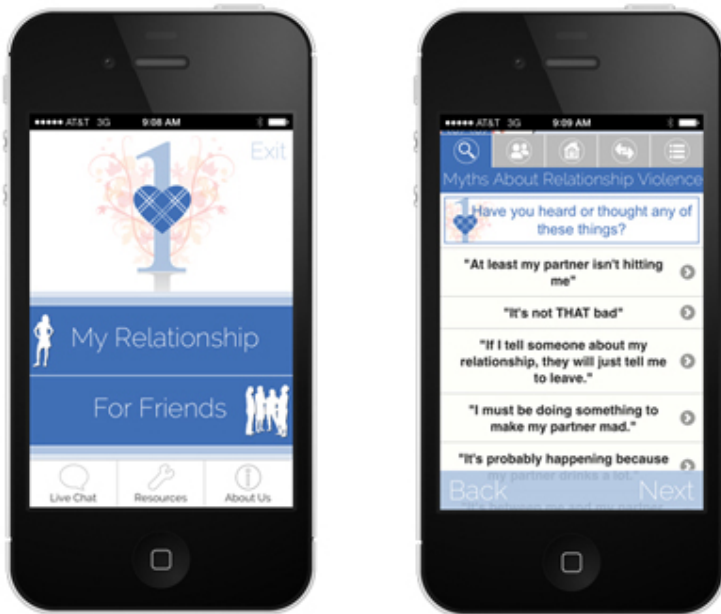 AT&T 3G 9:08 AM
1
Exit
My Relationship
For Friends
Live Chat Resources About Us
AT&T 3G 9:09 AM
Myths About Relationship Violence
1
Have you heard or thought any of
these things?
"At least my partner isn't hitting
me"
"It's not THAT bad"
"If I tell someone about my
relationship, they will just tell me
to leave."
"I must be doing something to
make my partner mad."
"It's probably happening because
my partner drinks a lot."
Back Next